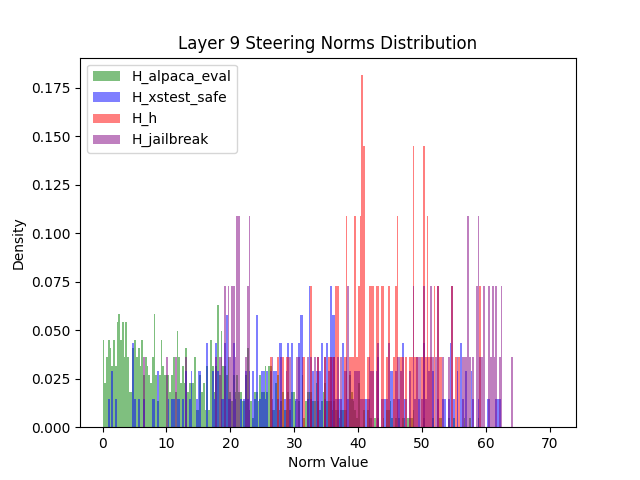 Layer 9 Steering Norms Distribution
H_alpaca_eval
H_xstest_safe
H_h
H_jailbreak
0.175
0.150
0.125
0.100
0.075
0.050
0.025
0.000
Density
0 10 20 30 40 50 60 70
Norm Value